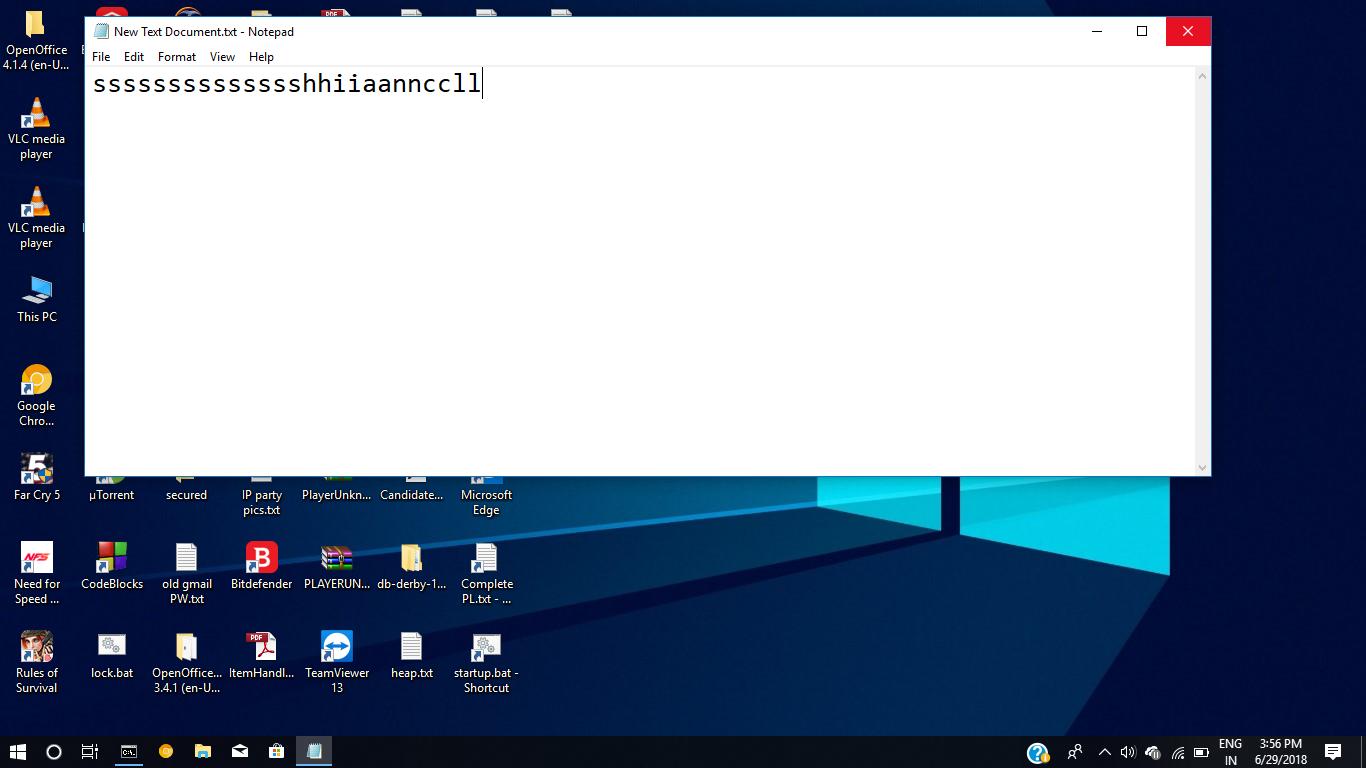 New Text Document.txt - Notepad
File Edit Format View Help
sssssssssssssshhiiaannccll
OpenOffice
4.1.4 (en-U...
VLC media
player
VLC media
player
This PC
Google
Chro...
Far Cry 5
µTorrent
secured
IP party
pics.txt
PlayerUnkn...
Candidate...
Microsoft
Edge
Need for
Speed ...
CodeBlocks
old gmail
PW.txt
Bitdefender
PLAYERUN...
db-derby-1...
Complete
PL.txt - ...
Rules of
Survival
lock.bat
OpenOffice...
3.4.1 (en-U...
ItemHandl...
TeamViewer
13
heap.txt
startup.bat -
Shortcut
ENG
IN
3:56 PM
6/29/2018